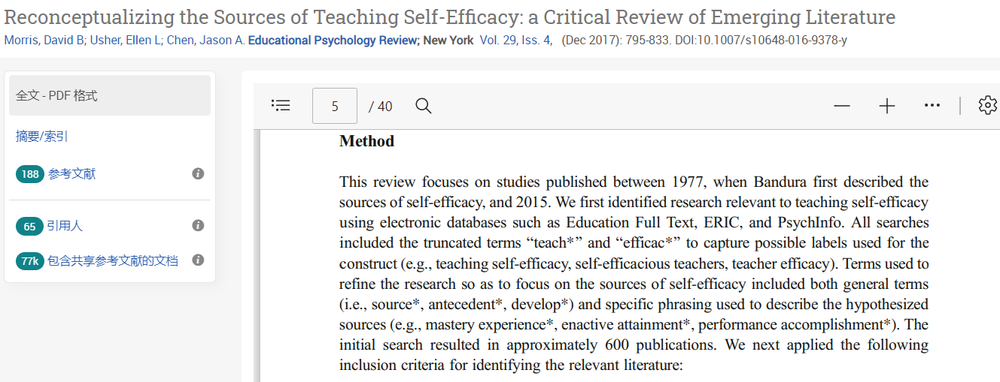 Reconceptualizing the Sources of Teaching Self-Efficacy: a Critical Review of Emerging Literature
Morris, David B; Usher, Ellen L; Chen, Jason A. Educational Psychology Review; New York Vol. 29, Iss. 4, (Dec 2017): 795-833. DOI:10.1007/s10648-016-9378-y
全文 - PDF 格式
摘要/索引
188 参考文献
65 引用人
77k 包含共享参考文献的文档
5 / 40
Method
This review focuses on studies published between 1977, when Bandura first described the
sources of self-efficacy, and 2015. We first identified research relevant to teaching self-efficacy
using electronic databases such as Education Full Text, ERIC, and PsychInfo. All searches
included the truncated terms “teach*” and “efficac*” to capture possible labels used for the
construct (e.g., teaching self-efficacy, self-efficacious teachers, teacher efficacy). Terms used to
refine the research so as to focus on the sources of self-efficacy included both general terms
(i.e., source*, antecedent*, develop*) and specific phrasing used to describe the hypothesized
sources (e.g., mastery experience*, enactive attainment*, performance accomplishment*). The
initial search resulted in approximately 600 publications. We next applied the following
inclusion criteria for identifying the relevant literature: